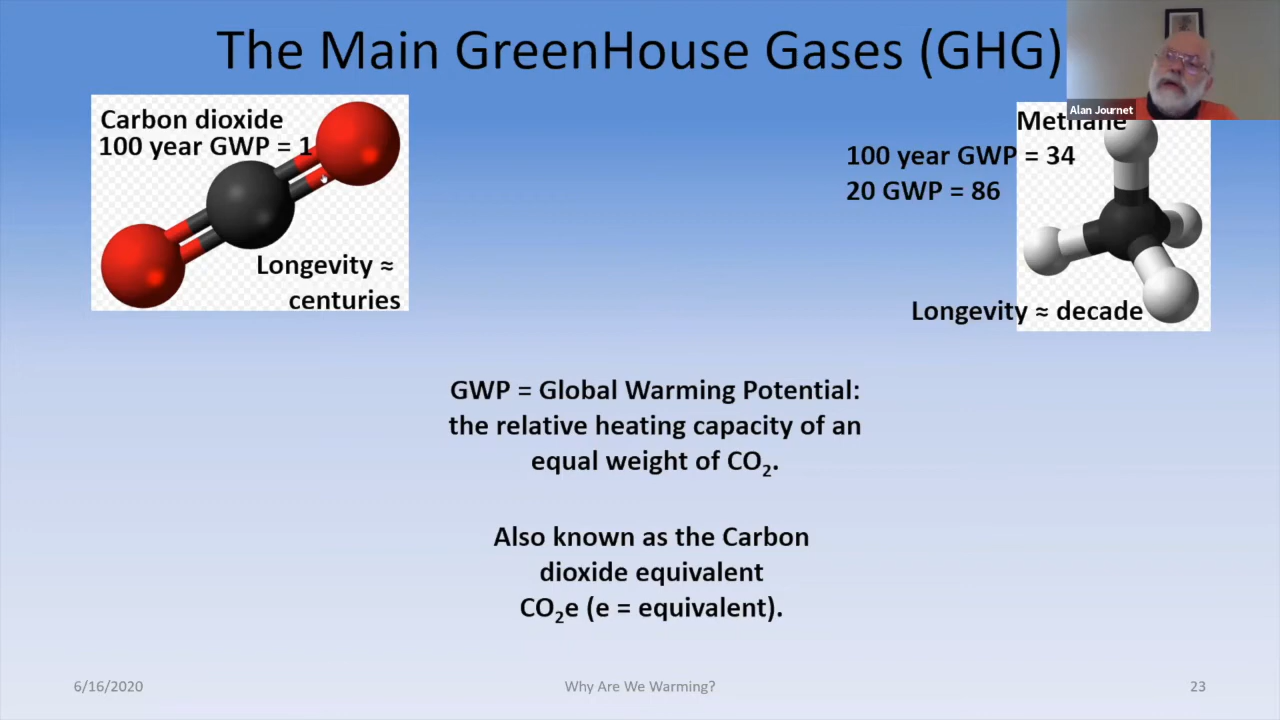 The Main GreenHouse Gases (GHG)
Alan Journet
Carbon dioxide
100 year GWP = 1
Longevity ≈
centuries
Methane
100 year GWP = 34
20 GWP = 86
Longevity ≈ decade
GWP = Global Warming Potential:
the relative heating capacity of an
equal weight of CO₂.
Also known as the Carbon
dioxide equivalent
CO₂e (e = equivalent).
6/16/2020
Why Are We Warming?
23